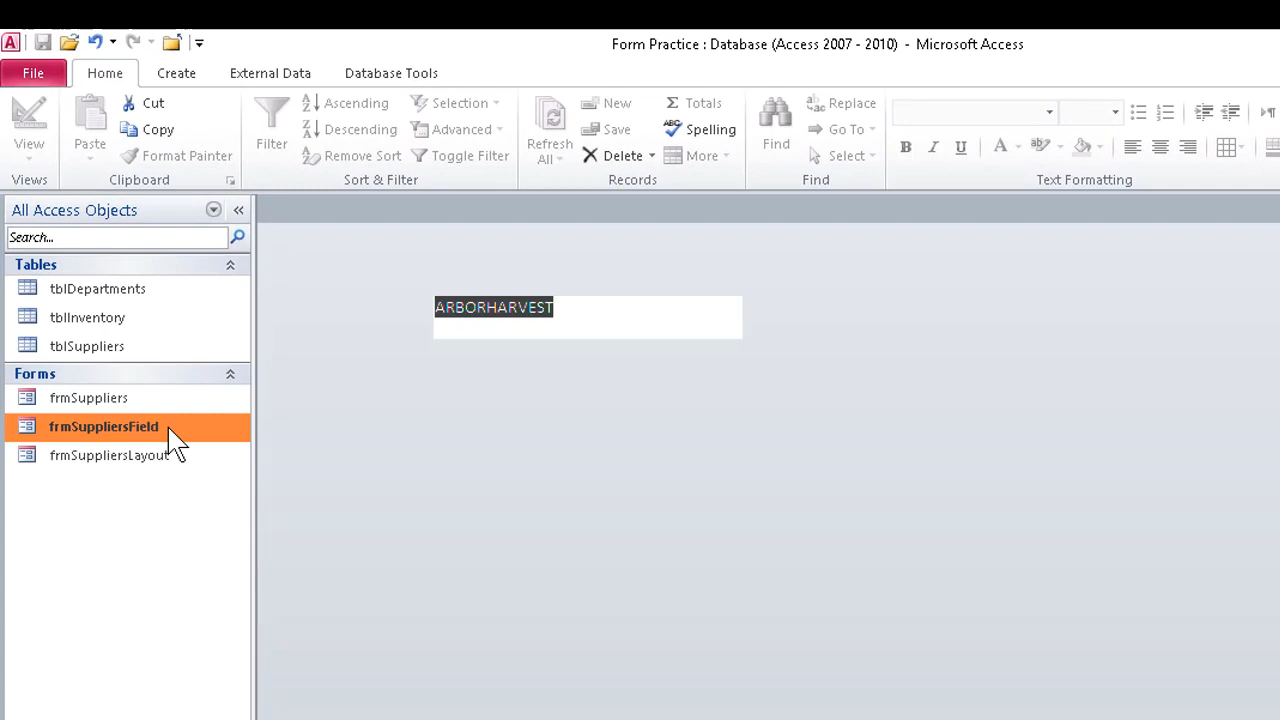 Form Practice : Database (Access 2007 - 2010) - Microsoft Access
File Home Create External Data Database Tools
View
Views
Paste
Cut
Copy
Format Painter
Clipboard
Filter
Ascending
Descending
Remove Sort
Selection
Advanced
Toggle Filter
Sort & Filter
Refresh
All
New
Save
Delete
Totals
Spelling
More
Records
Find
Replace
Go To
Select
Find
B I U A
Text Formatting
All Access Objects
Search...
Tables
tblDepartments
tblInventory
tblSuppliers
Forms
frmSuppliers
frmSuppliersField
frmSuppliersLayout
ARBORHARVEST